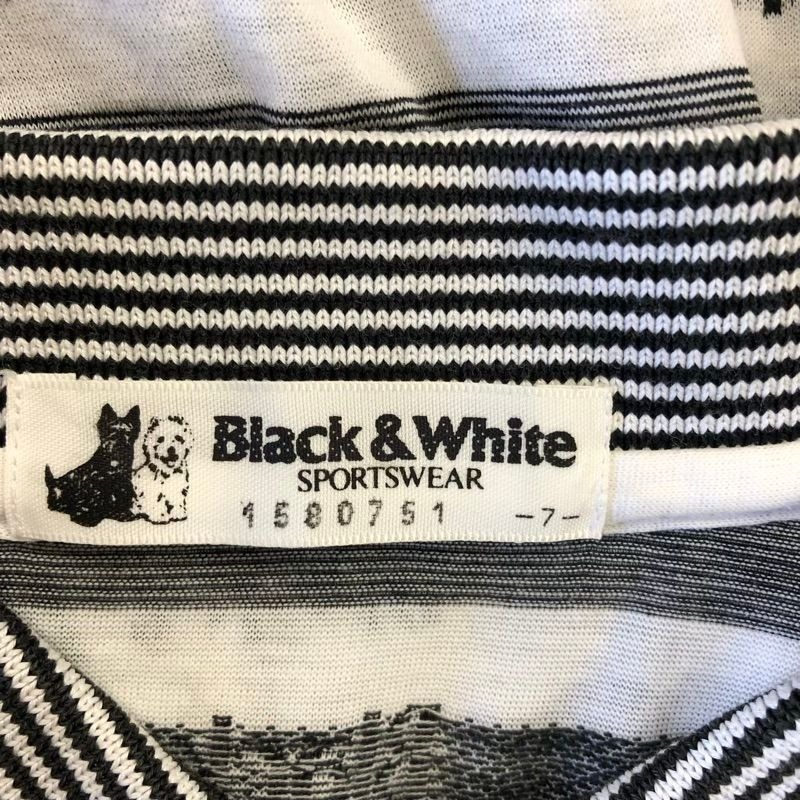 Black & White
SPORTSWEAR
1580751 -7-